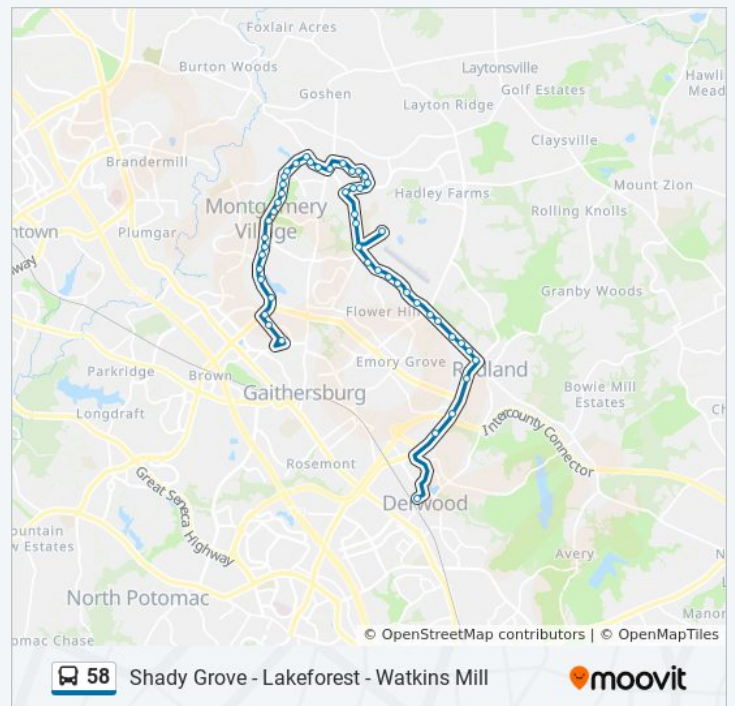 Foxlair Acres
Burton Woods
Laytonsville
Golf Estates
Hawli
Mead
Goshen
Layton Ridge
Claysville
Brandermill
Mount Zion
Hadley Farms
Montgomery
Village
Rolling Knolls
ntown
Plumgar
way
Granby Woods
Flower Hill
Parkridge
Brown
Emory Grove
Redland
Gaithersburg
Bowie Mill
Estates
Longdraft
Ch
Intercounty Connector
Rosemont
Great Seneca
Highway
Derwood
ountain
w Estates
Avery
N
North Potomac
Manor
omac Chase
© OpenStreetMap contributors | © OpenMapTiles
58 Shady Grove - Lakeforest - Watkins Mill
moovit